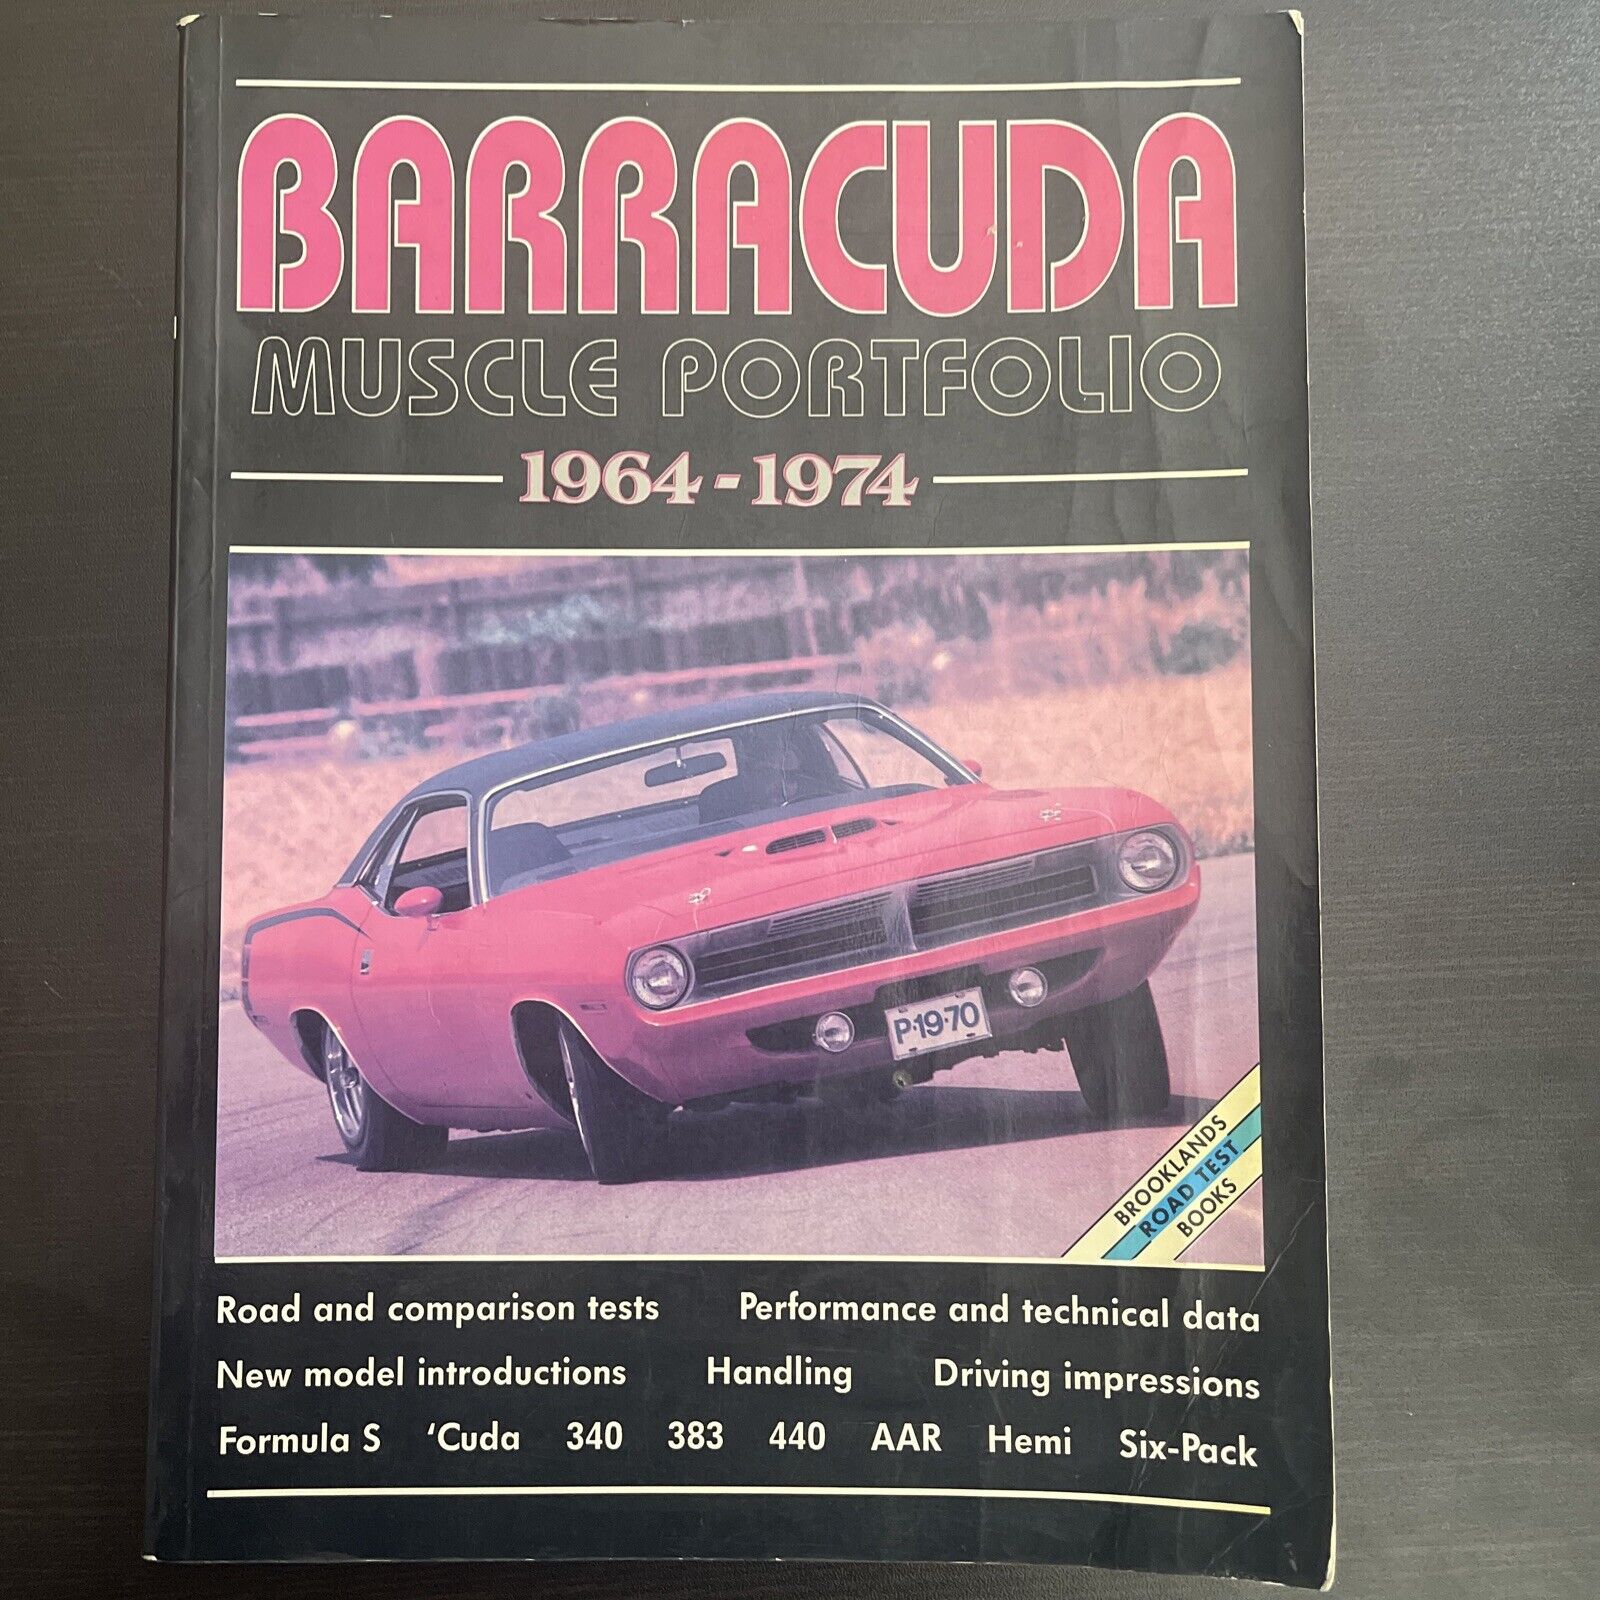 BARRACUDA
MUSCLE PORTFOLIO
1964-1974
P·19·70
BROOKLANDS
ROAD TEST
BOOKS
Road and comparison tests Performance and technical data
New model introductions Handling Driving impressions
Formula S 'Cuda 340 383 440 AAR Hemi Six-Pack